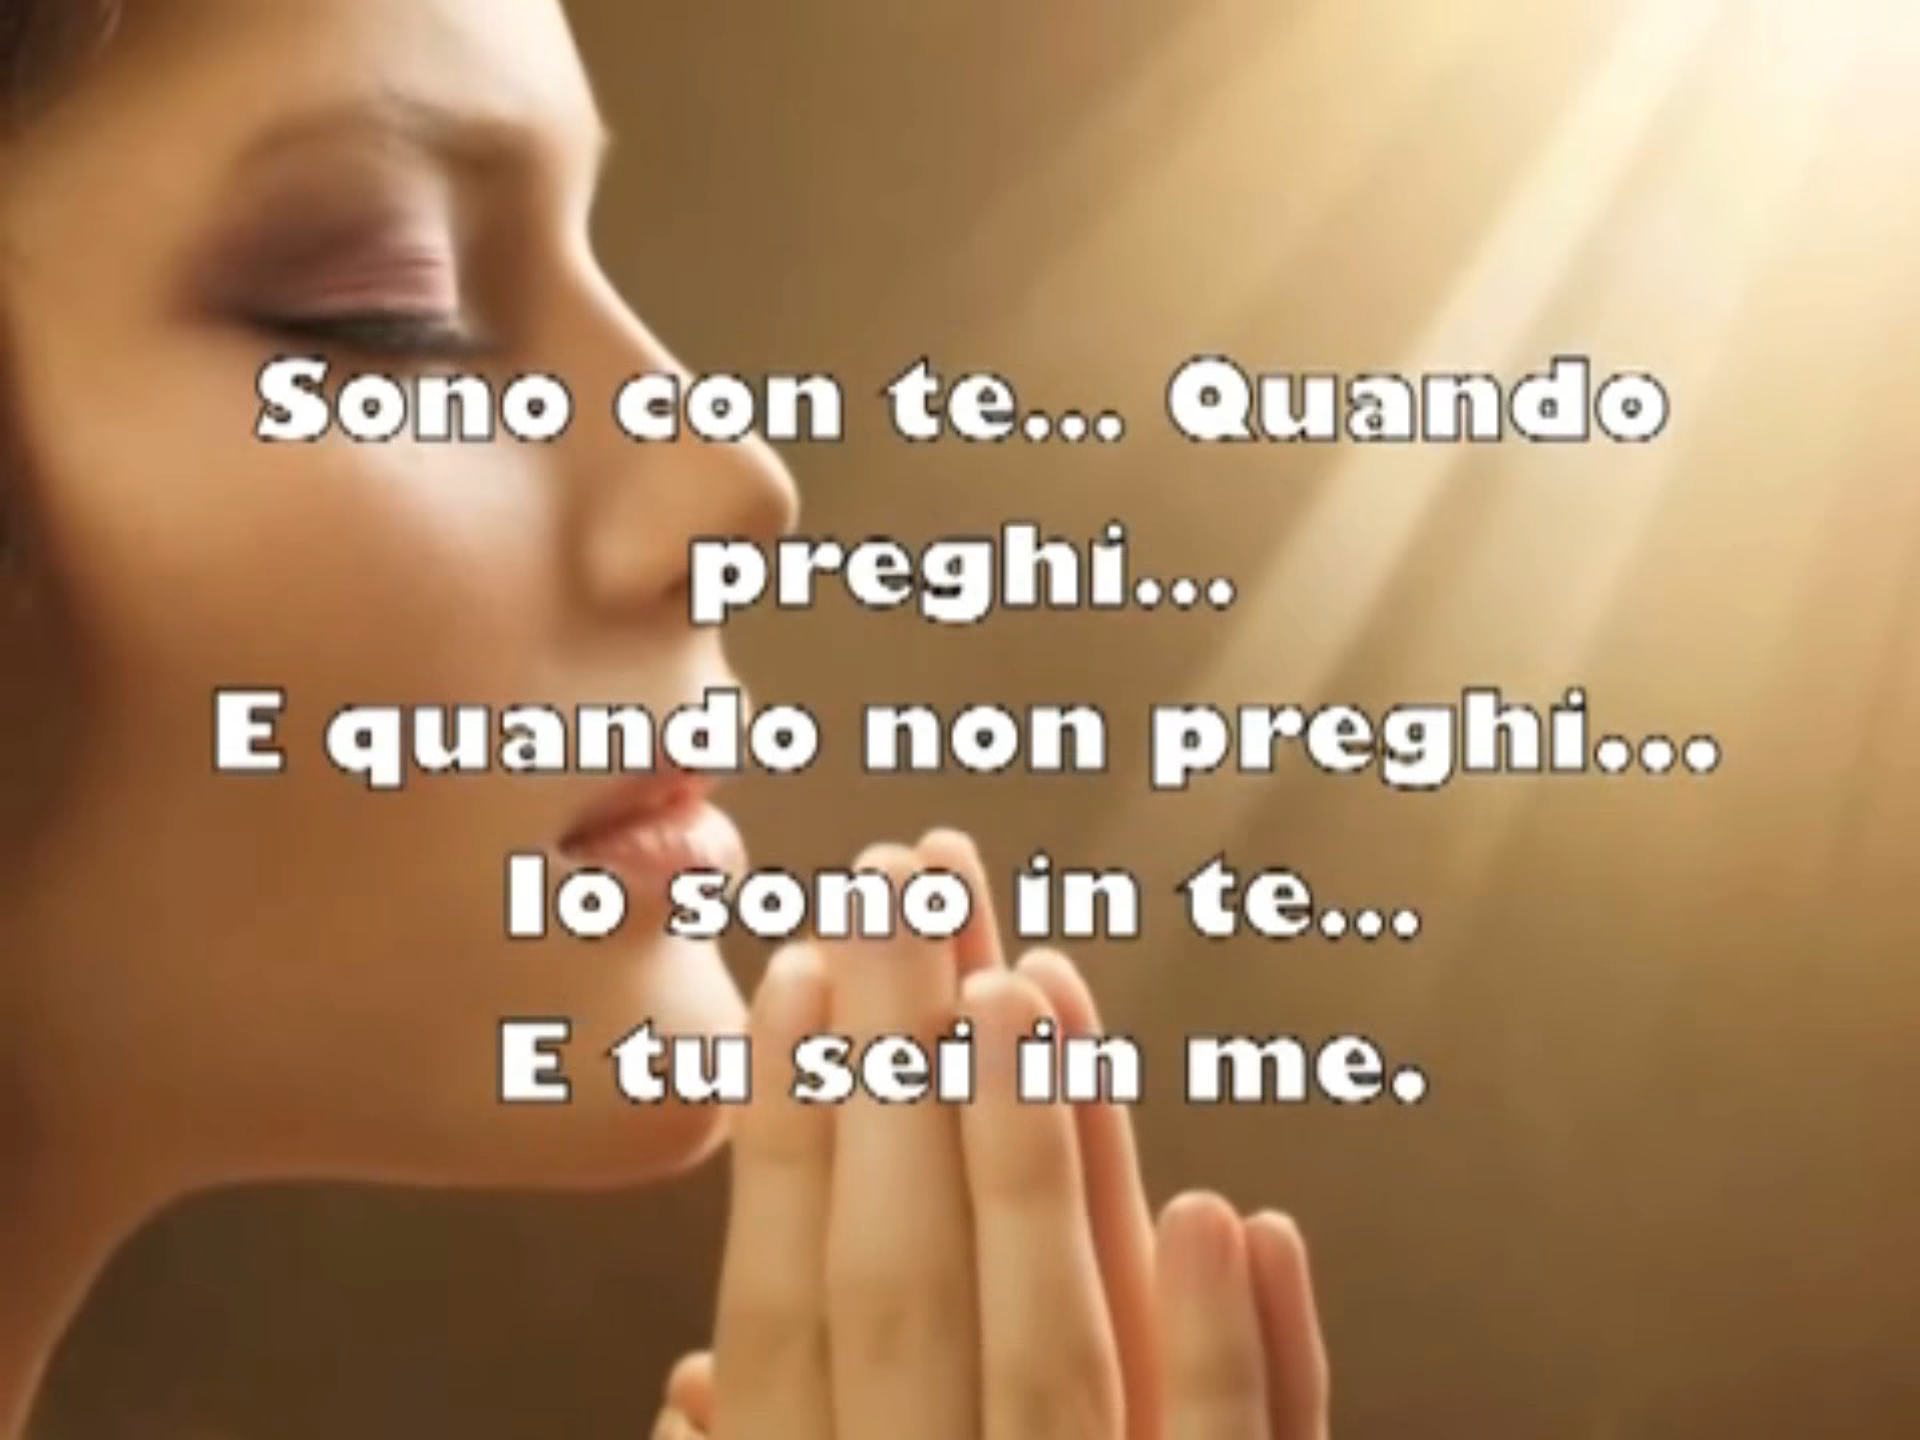 Sono con te... Quando
preghi...
E quando non preghi...
Io sono in te...
E tu sei in me.